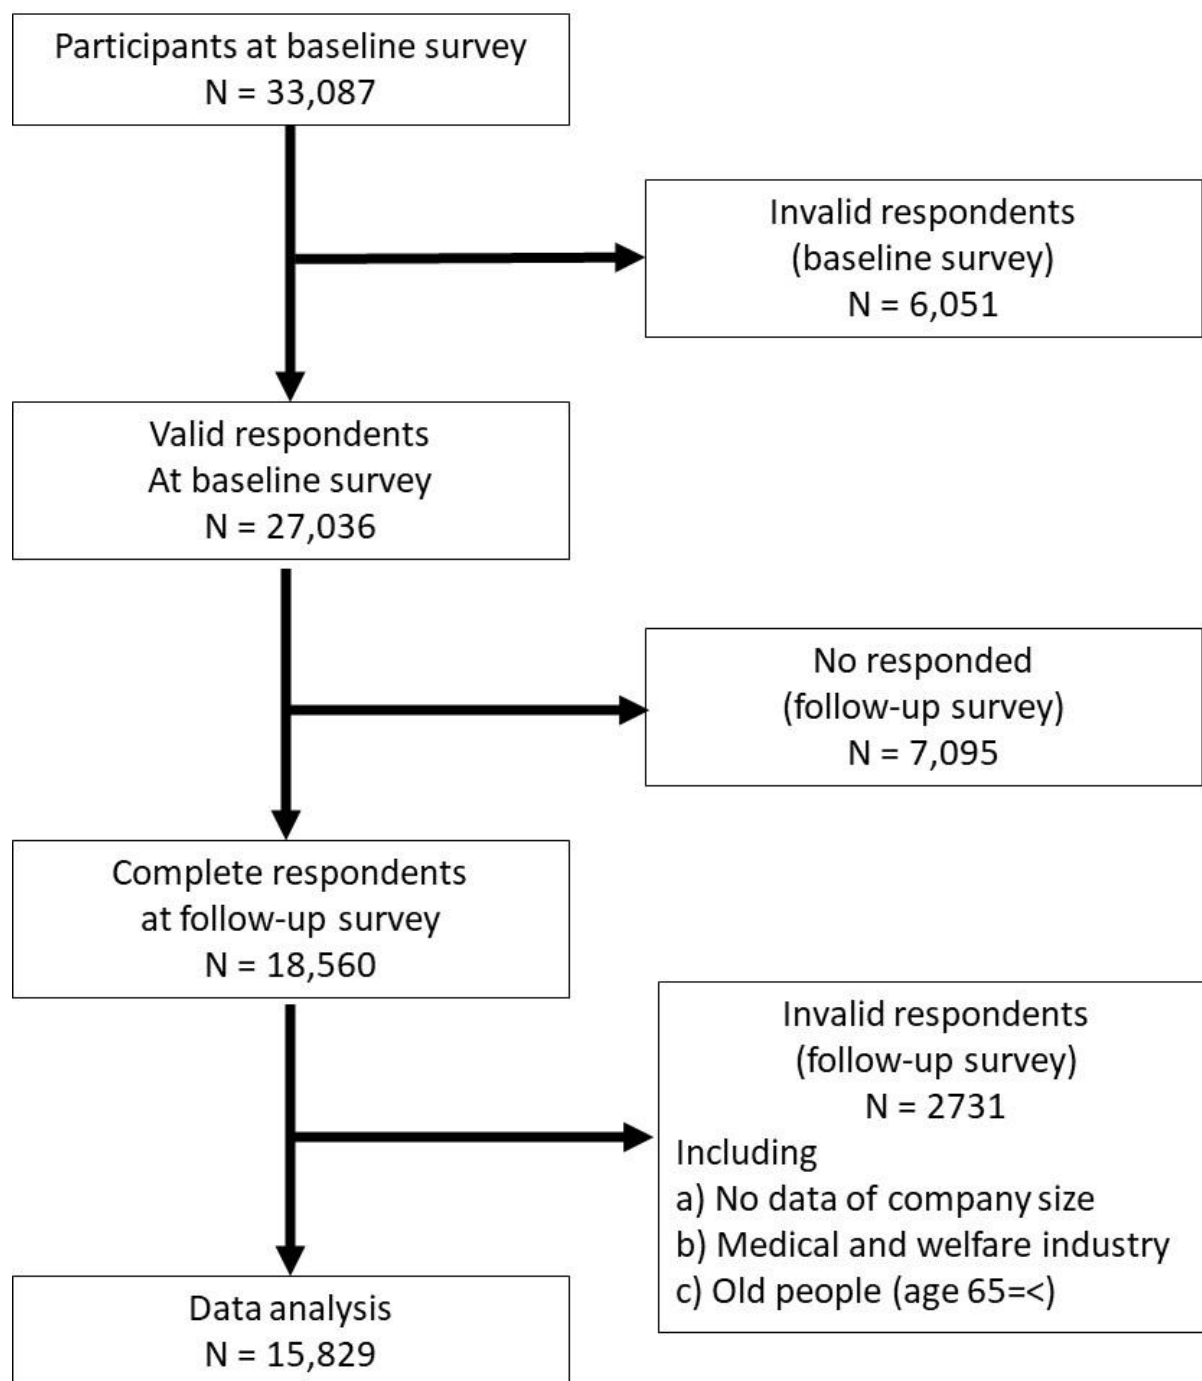 Participants at baseline survey
N = 33,087
Invalid respondents
(baseline survey)
N = 6,051
Valid respondents
At baseline survey
N = 27,036
No responded
(follow-up survey)
N = 7,095
Complete respondents
at follow-up survey
N = 18,560
Invalid respondents
(follow-up survey)
N = 2731
Including
a) No data of company size
b) Medical and welfare industry
c) Old people (age 65=<)
Data analysis
N = 15,829